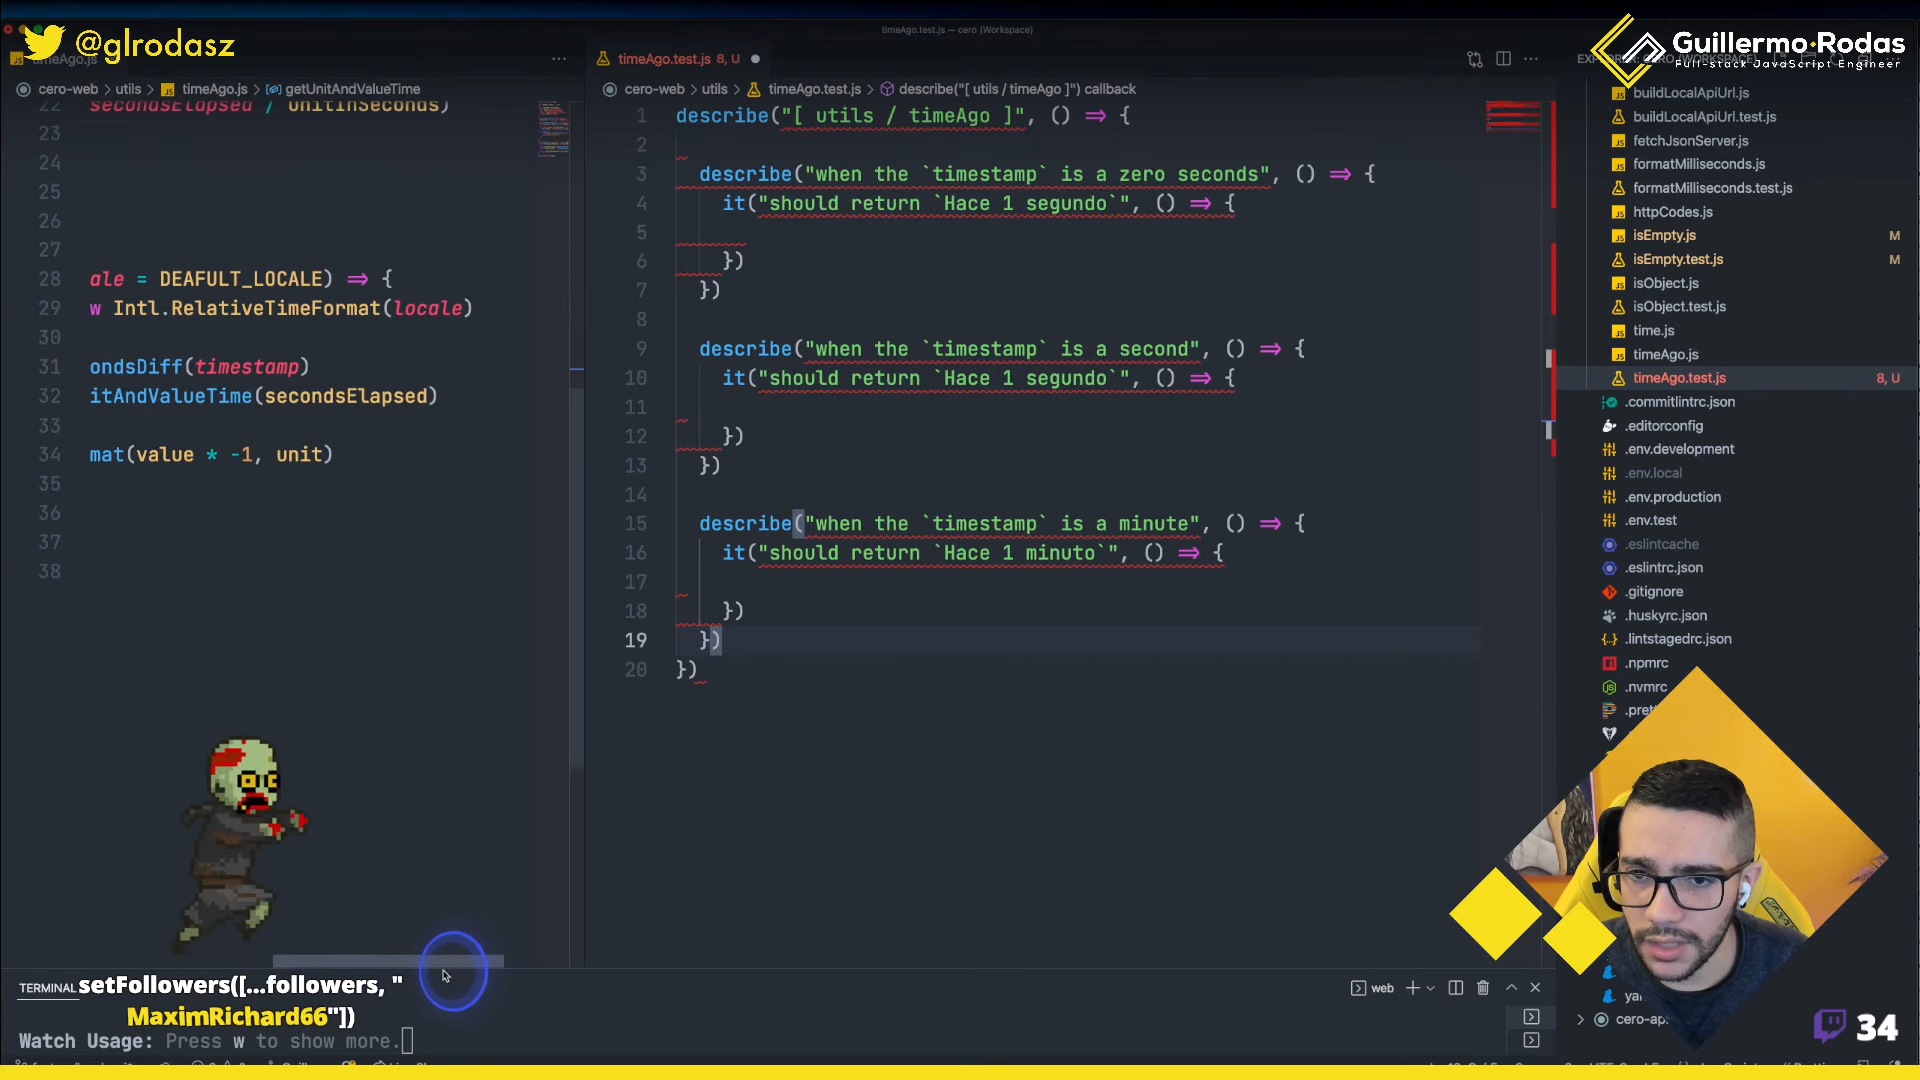 @glrodasz
timeAgo.test.js — cero (Workspace)
Guillermo·Rodas
Full-stack JavaScript Engineer
timeAgo.js
timeAgo.test.js 8, U
cero-web > utils > timeAgo.js > getUnitAndValueTime
cero-web > utils > timeAgo.test.js > describe("[ utils / timeAgo ]") callback
22 secondsElapsed / UnitInSeconds)
23
24
25
26
27
28 ale = DEAFULT_LOCALE) => {
29 w Intl.RelativeTimeFormat(locale)
30
31 ondsDiff(timestamp)
32 itAndValueTime(secondsElapsed)
33
34 mat(value * -1, unit)
35
36
37
38
1 describe("[ utils / timeAgo ]", () => {
2
3 describe("when the `timestamp` is a zero seconds", () => {
4 it("should return `Hace 1 segundo`", () => {
5
6 })
7 })
8
9 describe("when the `timestamp` is a second", () => {
10 it("should return `Hace 1 segundo`", () => {
11
12 })
13 })
14
15 describe("when the `timestamp` is a minute", () => {
16 it("should return `Hace 1 minuto`", () => {
17
18 })
19 })
20 })
buildLocalApiUrl.js
buildLocalApiUrl.test.js
fetchJsonServer.js
formatMilliseconds.js
formatMilliseconds.test.js
httpCodes.js
isEmpty.js M
isEmpty.test.js M
isObject.js
isObject.test.js
time.js
timeAgo.js
timeAgo.test.js 8, U
.commitlintrc.json
.editorconfig
.env.development
.env.local
.env.production
.env.test
.eslintcache
.eslintrc.json
.gitignore
.huskyrc.json
.lintstagedrc.json
.npmrc
.nvmrc
cero-ap
TERMINAL
setFollowers([...followers, "
MaximRichard66"])
Watch Usage: Press w to show more.
web
34